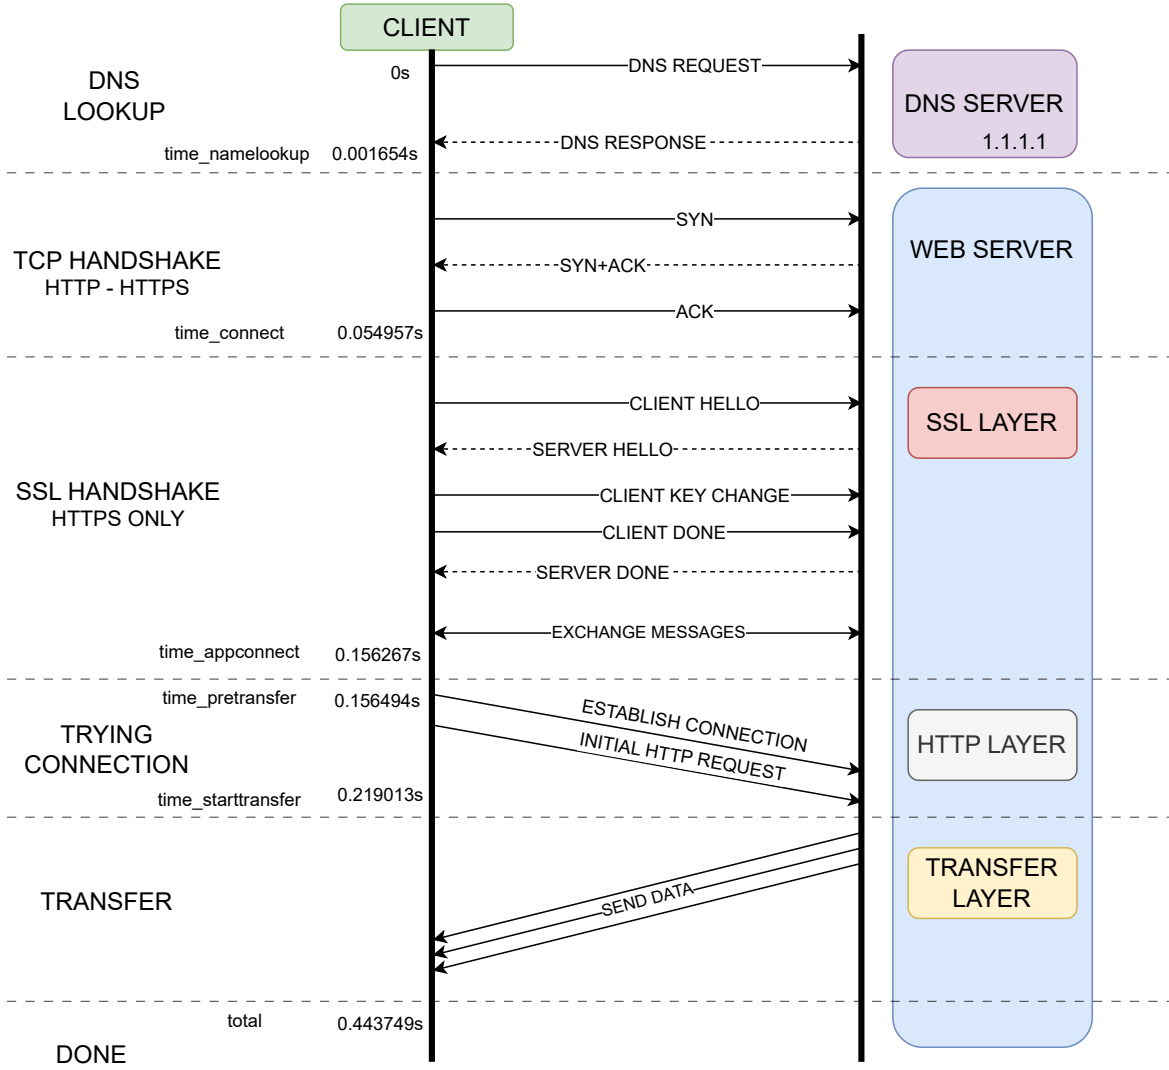 CLIENT
0s
DNS REQUEST
DNS
LOOKUP
DNS SERVER
1.1.1.1
DNS RESPONSE
time_namelookup 0.001654s
SYN
WEB SERVER
TCP HANDSHAKE
HTTP - HTTPS
SYN+ACK
ACK
time_connect 0.054957s
CLIENT HELLO
SSL LAYER
SERVER HELLO
SSL HANDSHAKE
HTTPS ONLY
CLIENT KEY CHANGE
CLIENT DONE
SERVER DONE
EXCHANGE MESSAGES
time_appconnect 0.156267s
time_pretransfer 0.156494s
ESTABLISH CONNECTION
TRYING
CONNECTION
INITIAL HTTP REQUEST
HTTP LAYER
time_starttransfer 0.219013s
TRANSFER
LAYER
TRANSFER
SEND DATA
total 0.443749s
DONE